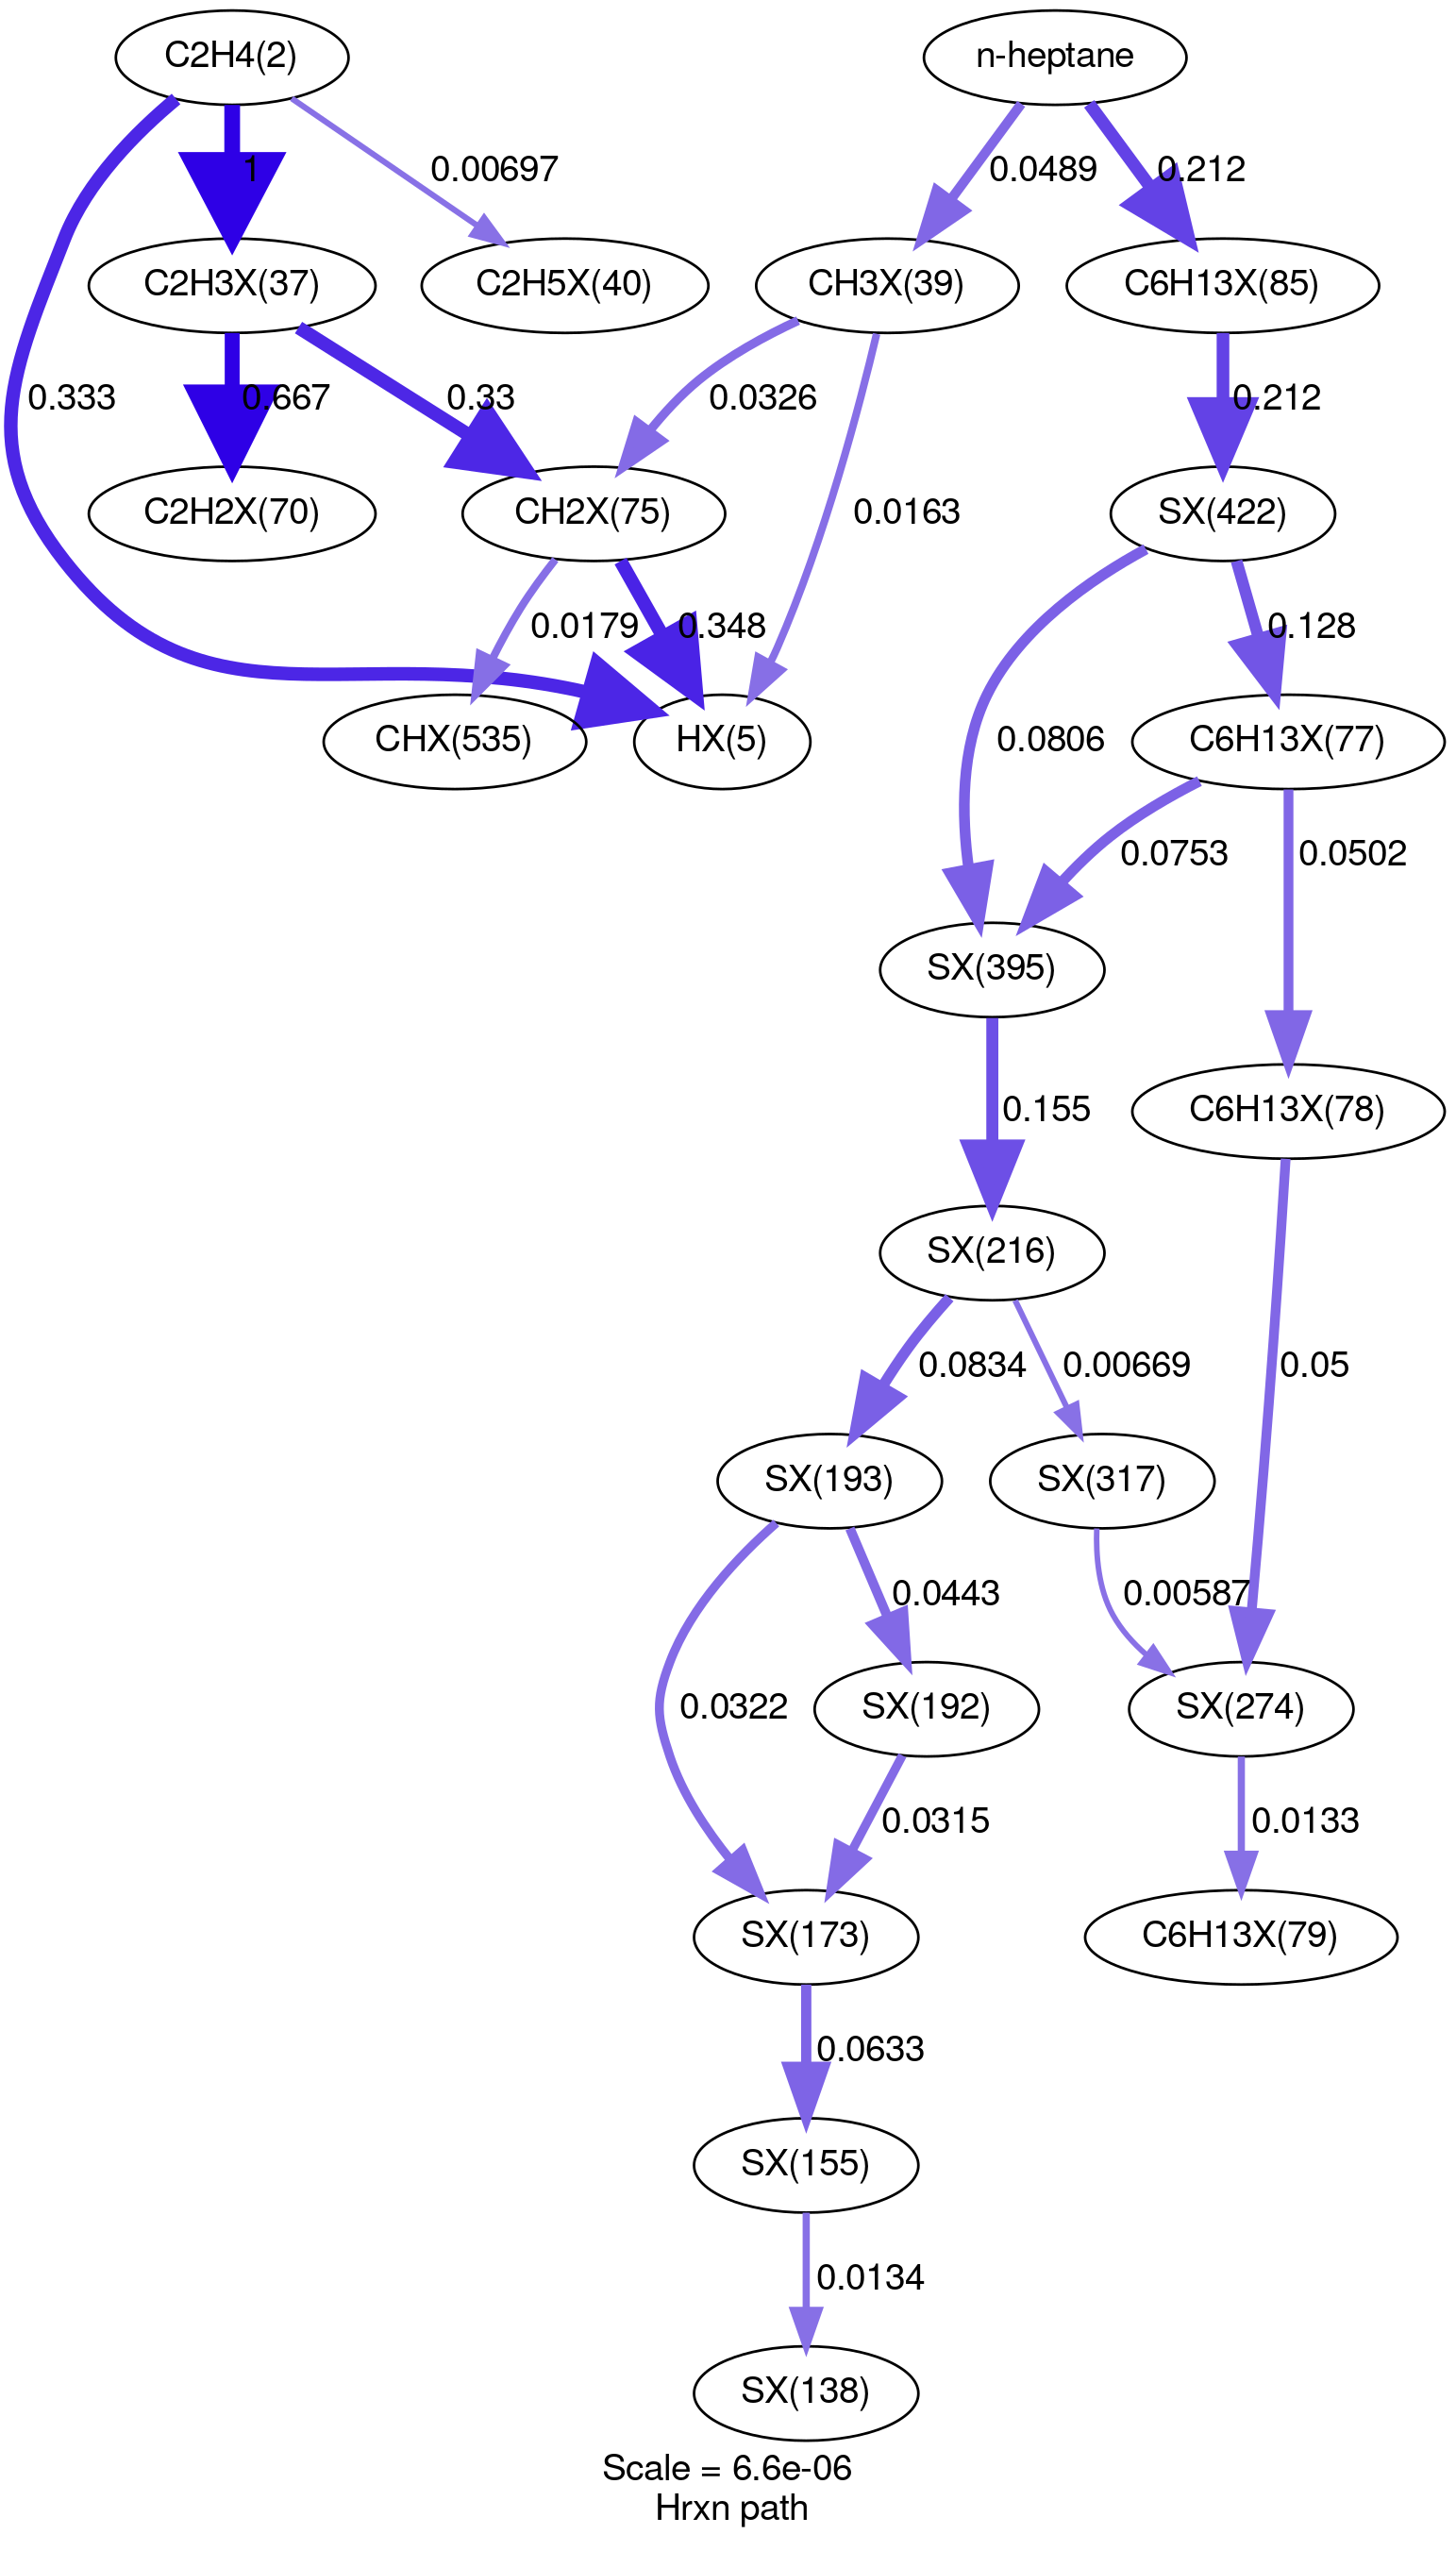 C2H4(2)
n-heptane
1
0.00697
0.0489
0.212
C2H3X(37)
C2H5X(40)
CH3X(39)
C6H13X(85)
0.333
0.667
0.33
0.0326
0.212
C2H2X(70)
CH2X(75)
0.0163
SX(422)
0.0179
0.348
0.128
CHX(535)
HX(5)
0.0806
C6H13X(77)
0.0753
0.0502
SX(395)
0.155
C6H13X(78)
SX(216)
0.0834
0.00669
0.05
SX(193)
SX(317)
0.0443
0.00587
0.0322
SX(192)
SX(274)
0.0315
0.0133
SX(173)
C6H13X(79)
0.0633
SX(155)
0.0134
SX(138)
Scale = 6.6e-06
Hrxn path